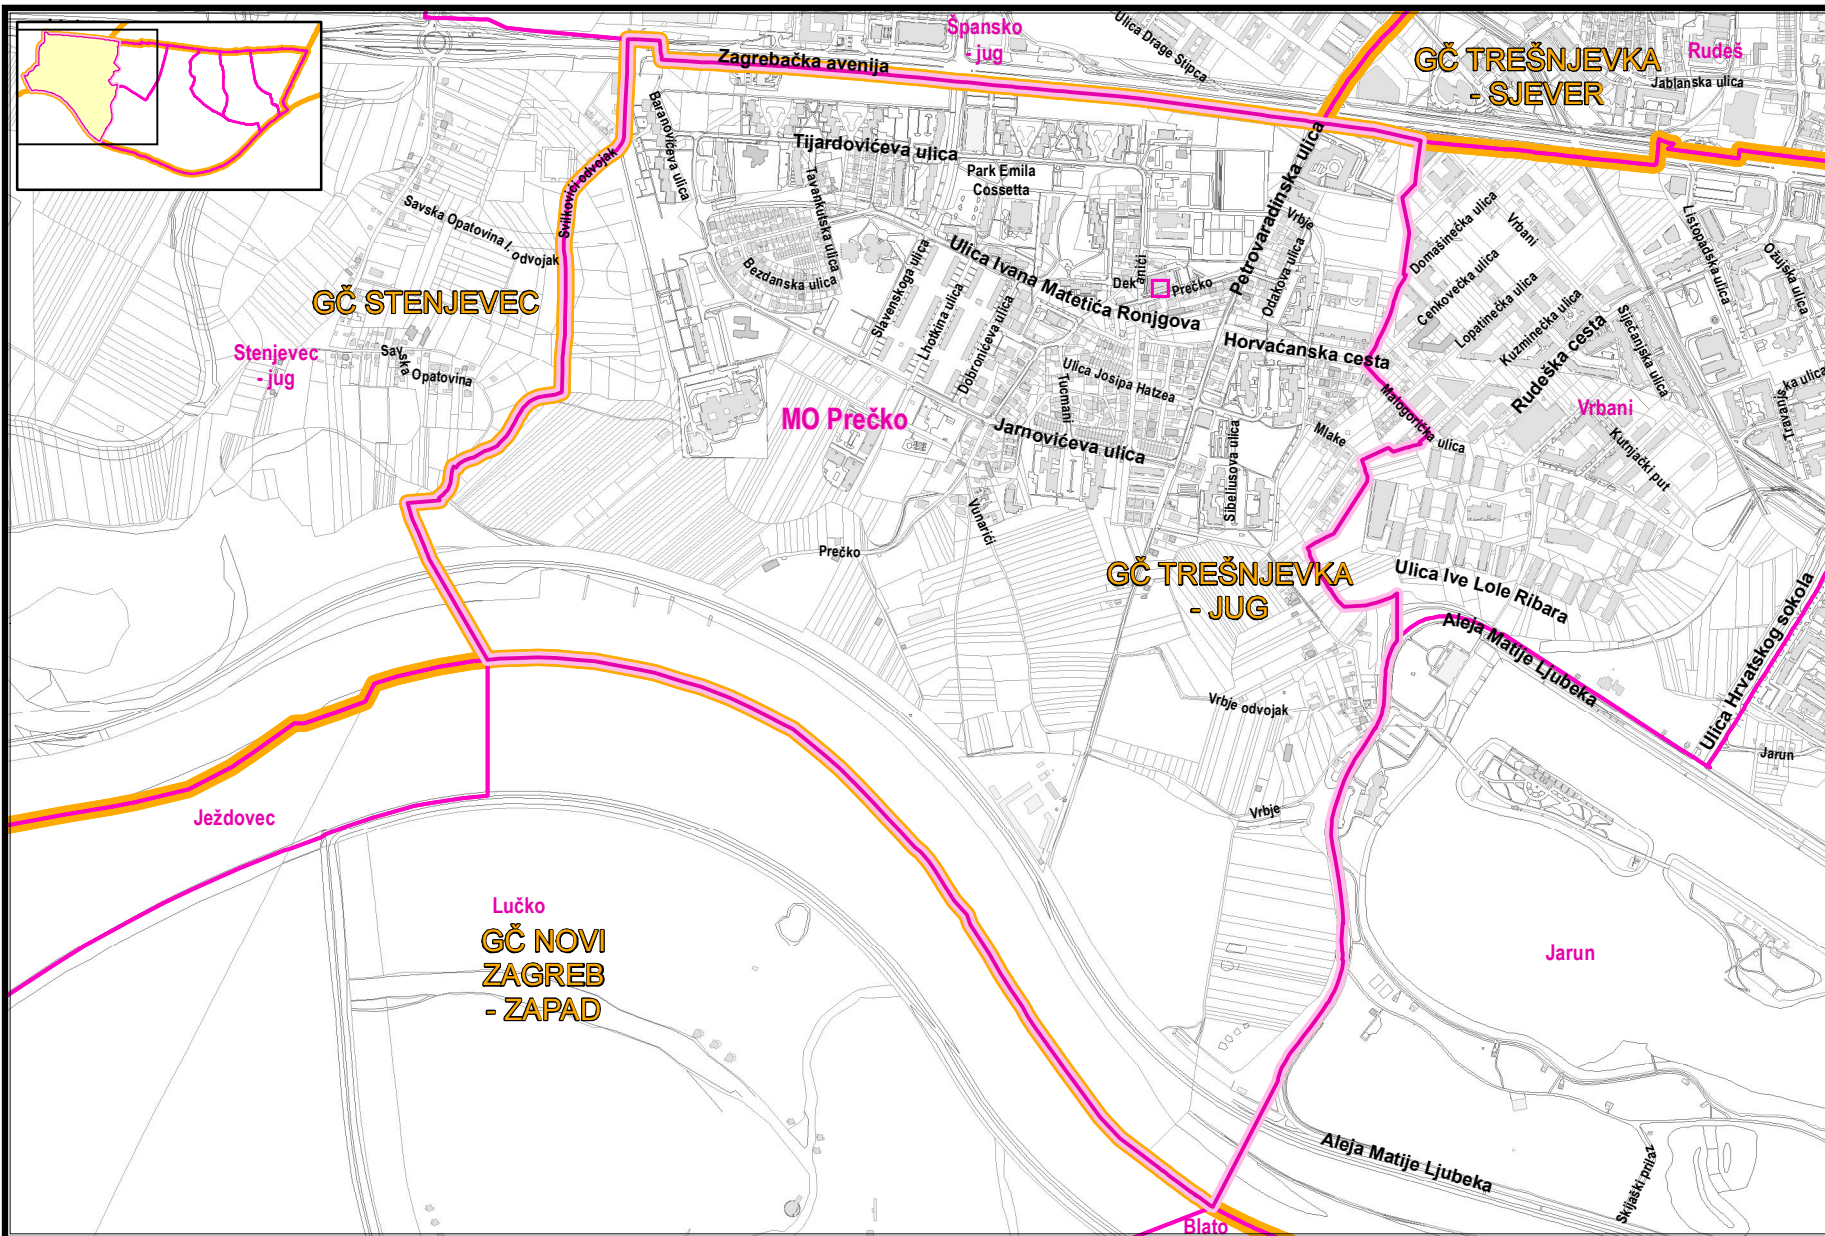 Špansko
- jug
Ulica Drage Stipca
GČ TREŠNJEVKA
- SJEVER
Rudeš
Jablanska ulica
Zagrebačka avenija
Baranovićeva ulica
Tijardovićeva ulica
Park Emila
Cossetta
Petrovaradinska ulica
Svilkovići odvojak
Tavankutska ulica
Savska Opatovina I.
odvojak
Vrbje
Domašinečka ulica
Vrbani
Listopadska ulica
Ožujska ulica
Ulica Ivana Matetića Ronjgova
Bezdanska ulica
Slavenskoga ulica
Lhotkina ulica
Dobronićeva ulica
Dekanići
Prečko
Odakova ulica
Cenkovečka ulica
Lopatinečka ulica
Kuzminečka ulica
Siječanjska ulica
GČ STENJEVEC
Stenjevec
- jug
Savska
Opatovina
Horvaćanska cesta
Rudeška cesta
Ulica Josipa Hatzea
Tucmani
MO Prečko
Malogorička ulica
Vrbani
Jarnovićeva ulica
Mlake
Sibeliusova ulica
Kutnjački put
Vunarići
Prečko
GČ TREŠNJEVKA
- JUG
Ulica Ive Lole Ribara
Aleja Matije Ljubeka
Ulica Hrvatskog sokola
Vrbje odvojak
Jarun
Vrbje
Ježdovec
Lučko
GČ NOVI
ZAGREB
- ZAPAD
Jarun
Aleja Matije Ljubeka
Skijaški prilaz
Blato